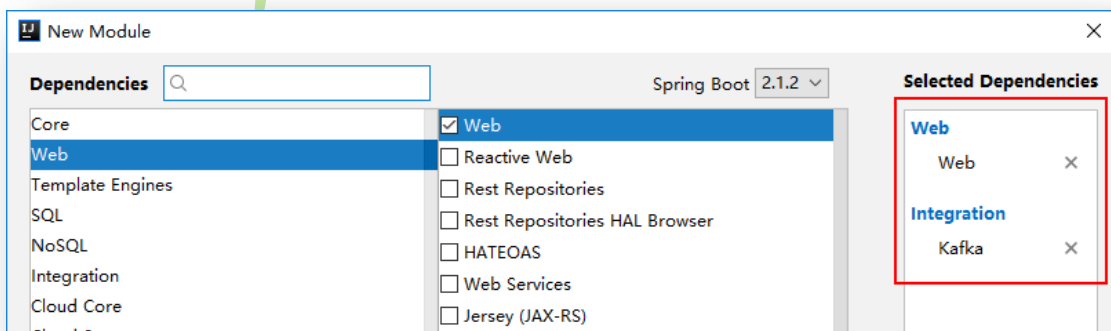 New Module
Dependencies
Spring Boot 2.1.2
Selected Dependencies
Core
Web
Template Engines
SQL
NoSQL
Integration
Cloud Core
Web
Reactive Web
Rest Repositories
Rest Repositories HAL Browser
HATEOAS
Web Services
Jersey (JAX-RS)
Web
Web
Integration
Kafka